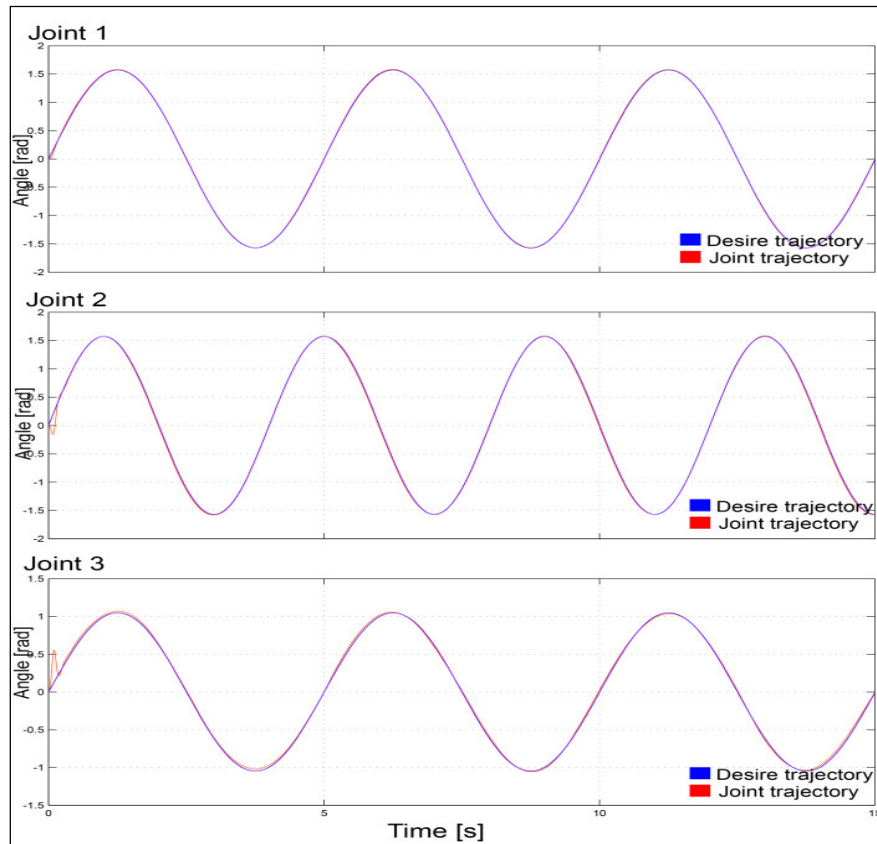 Joint 1
2
1.5
1
0.5
0
-0.5
-1
-1.5
-2
Angle [rad]
Desire trajectory
Joint trajectory
Joint 2
2
1.5
1
0.5
0
-0.5
-1
-1.5
-2
Angle [rad]
Desire trajectory
Joint trajectory
Joint 3
1.5
1
0.5
0
-0.5
-1
-1.5
Angle [rad]
Desire trajectory
Joint trajectory
0 5 10 15
Time [s]